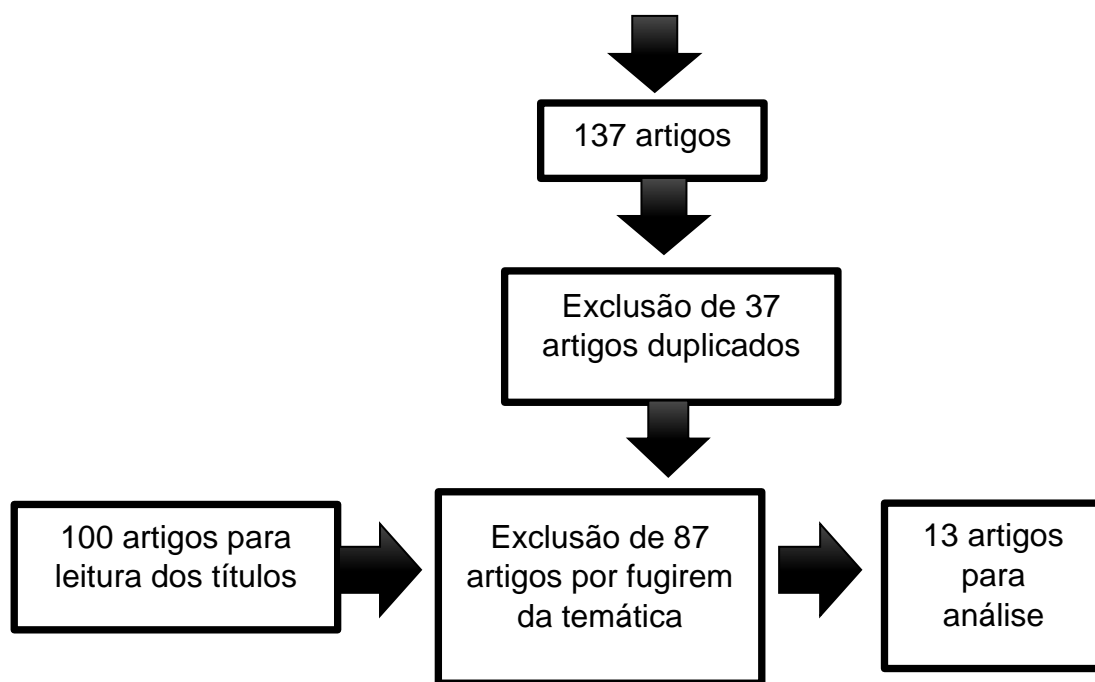 137 artigos
Exclusão de 37
artigos duplicados
100 artigos para
leitura dos títulos
Exclusão de 87
artigos por fugirem
da temática
13 artigos
para
análise